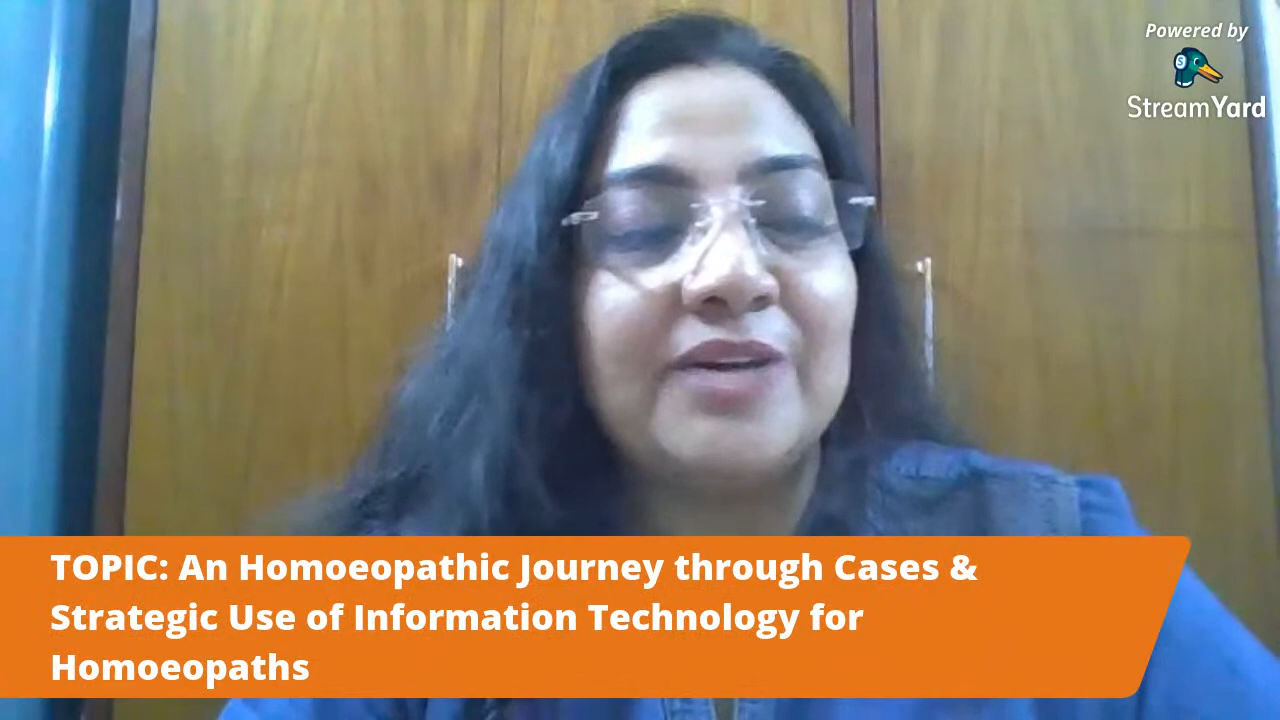 Powered by
StreamYard
TOPIC: An Homoeopathic Journey through Cases &
Strategic Use of Information Technology for
Homoeopaths